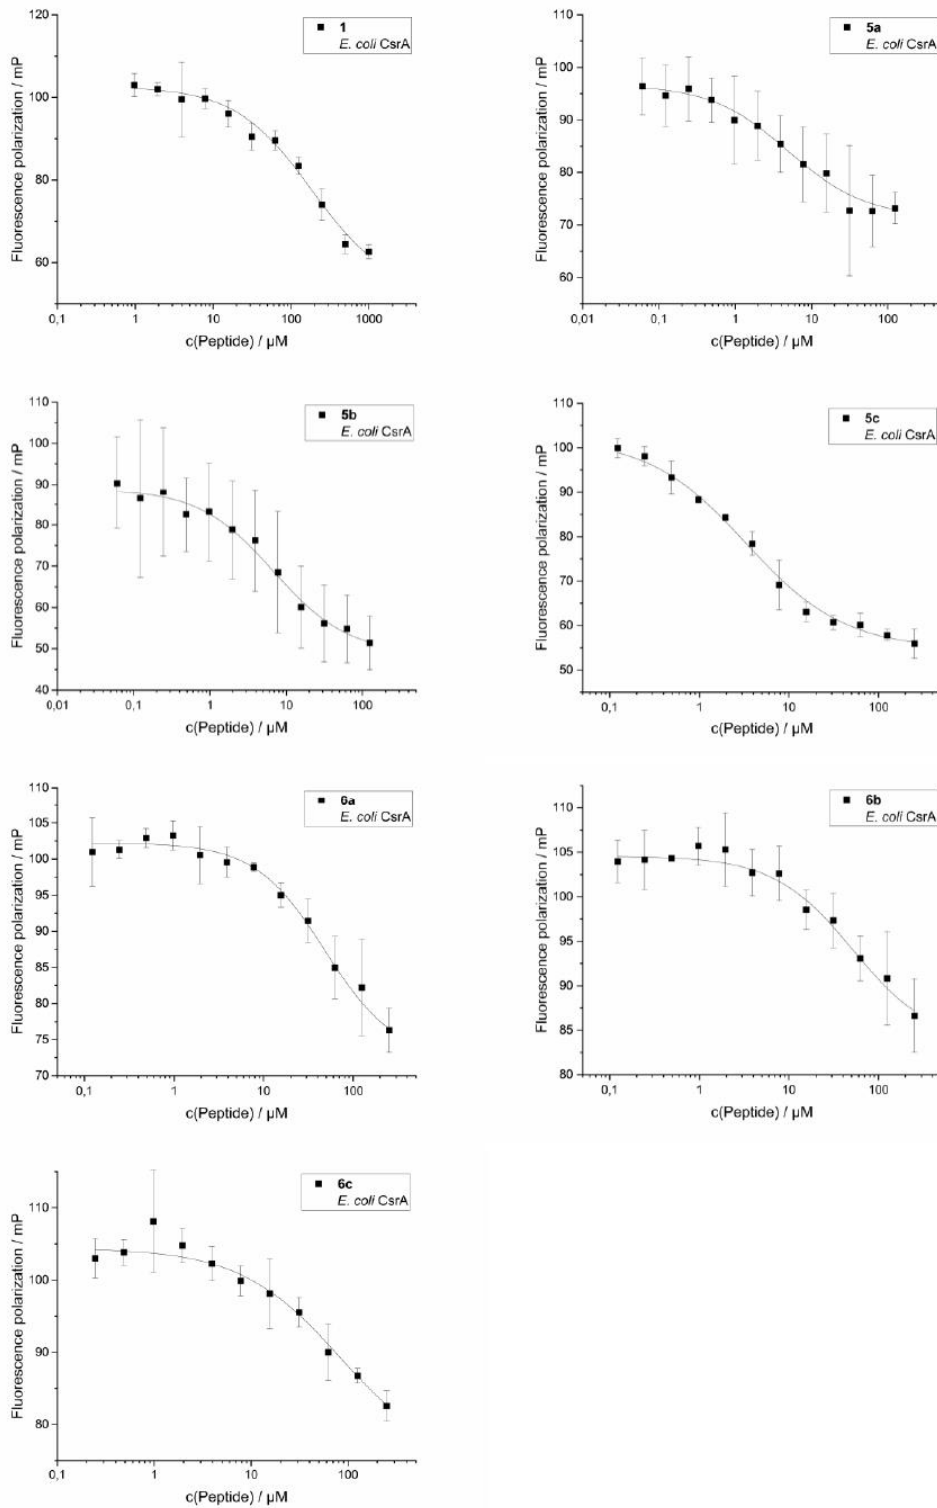 120
100
80
60
0,1
1
10
100
1000
Fluorescence polarization / mP
c(Peptide) / µM
1
E. coli CsrA
110
100
90
80
70
60
0,01
0,1
1
10
100
Fluorescence polarization / mP
c(Peptide) / µM
5a
E. coli CsrA
110
100
90
80
70
60
50
40
0,01
0,1
1
10
100
Fluorescence polarization / mP
c(Peptide) / µM
5b
E. coli CsrA
110
100
90
80
70
60
50
0,1
1
10
100
Fluorescence polarization / mP
c(Peptide) / µM
5c
E. coli CsrA
110
105
100
95
90
85
80
75
70
0,1
1
10
100
Fluorescence polarization / mP
c(Peptide) / µM
6a
E. coli CsrA
110
105
100
95
90
85
80
0,1
1
10
100
Fluorescence polarization / mP
c(Peptide) / µM
6b
E. coli CsrA
110
100
90
80
0,1
1
10
100
Fluorescence polarization / mP
c(Peptide) / µM
6c
E. coli CsrA